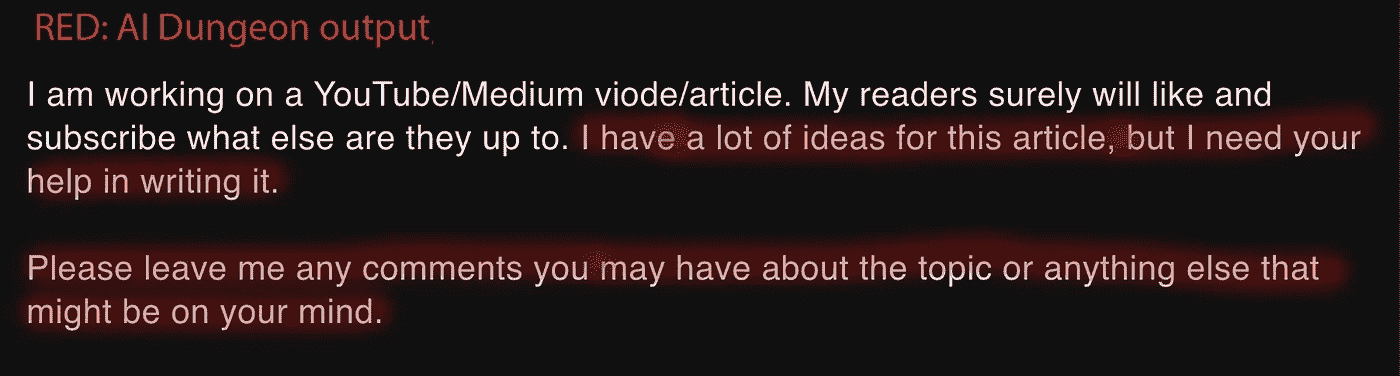 RED: AI Dungeon output
I am working on a YouTube/Medium viode/article. My readers surely will like and
subscribe what else are they up to. I have a lot of ideas for this article, but I need your
help in writing it.
Please leave me any comments you may have about the topic or anything else that
might be on your mind.